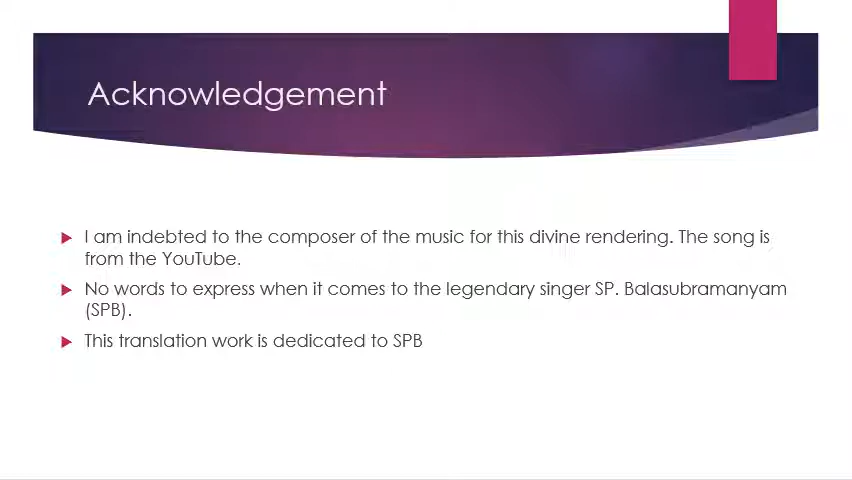 Acknowledgement
I am indebted to the composer of the music for this divine rendering. The song is
from the YouTube.
No words to express when it comes to the legendary singer SP. Balasubramanyam
(SPB).
This translation work is dedicated to SPB